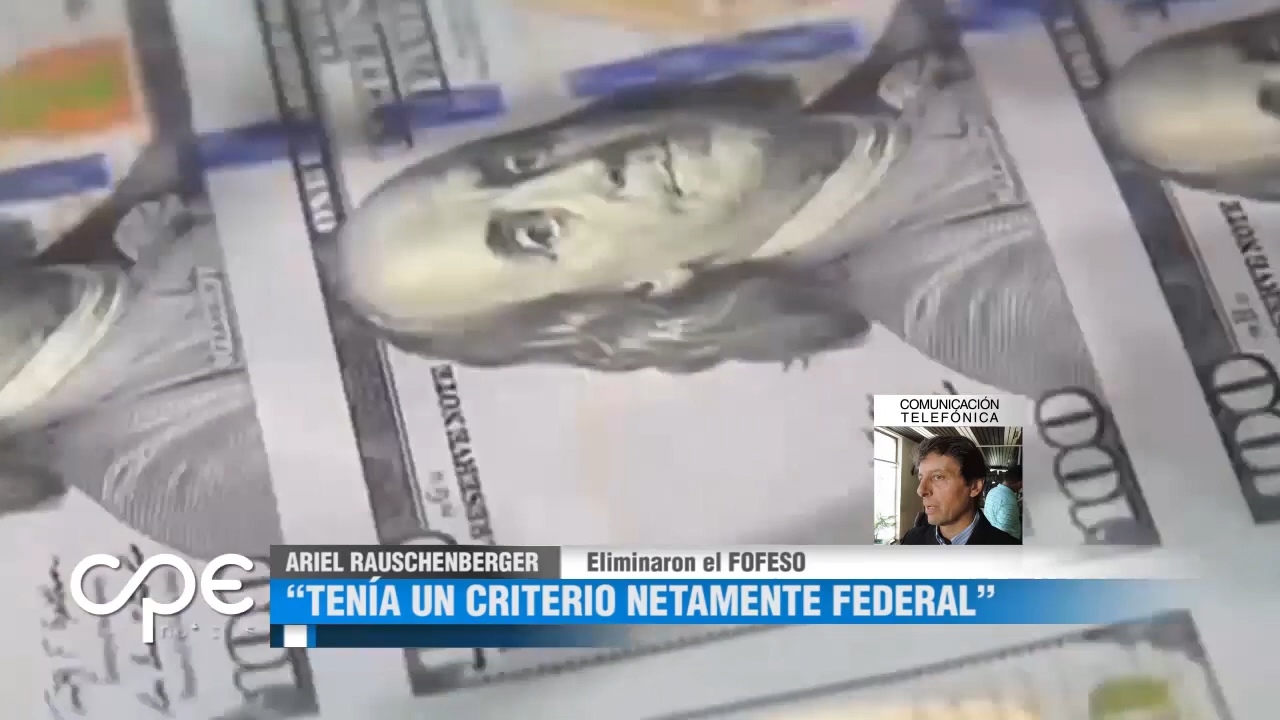 COMUNICACIÓN
TELEFÓNICA
cpe
ARIEL RAUSCHENBERGER
Eliminaron el FOFESO
“TENÍA UN CRITERIO NETAMENTE FEDERAL”